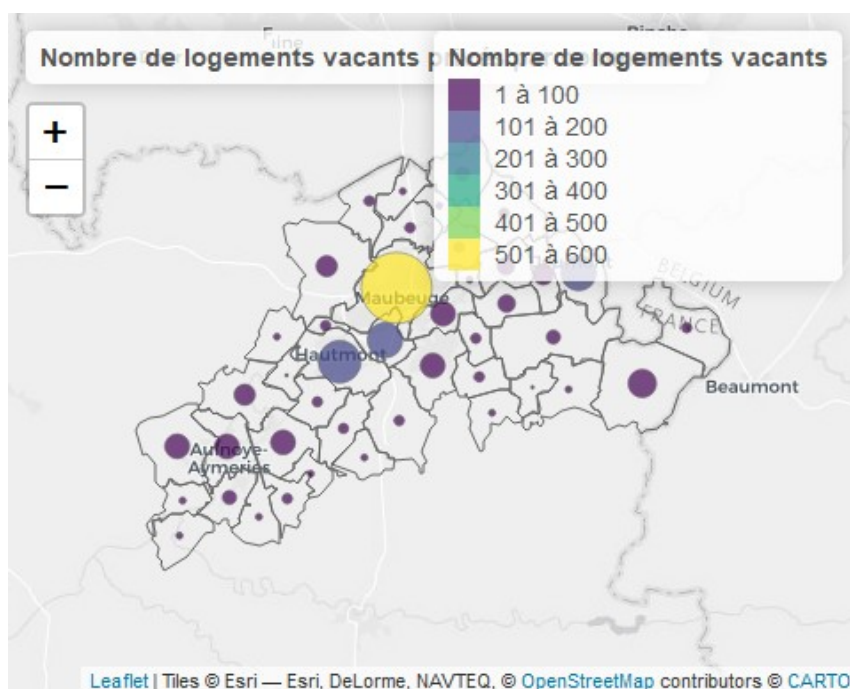 Nombre de logements vacants p
Nombre de logements vacants
1 à 100
101 à 200
201 à 300
301 à 400
401 à 500
501 à 600
+
−
BELGIUM
FRANCE
Maubeuge
Hautmont
Beaumont
Aulnoye-
Aymeries
Leaflet | Tiles © Esri — Esri, DeLorme, NAVTEQ, © OpenStreetMap contributors © CARTO